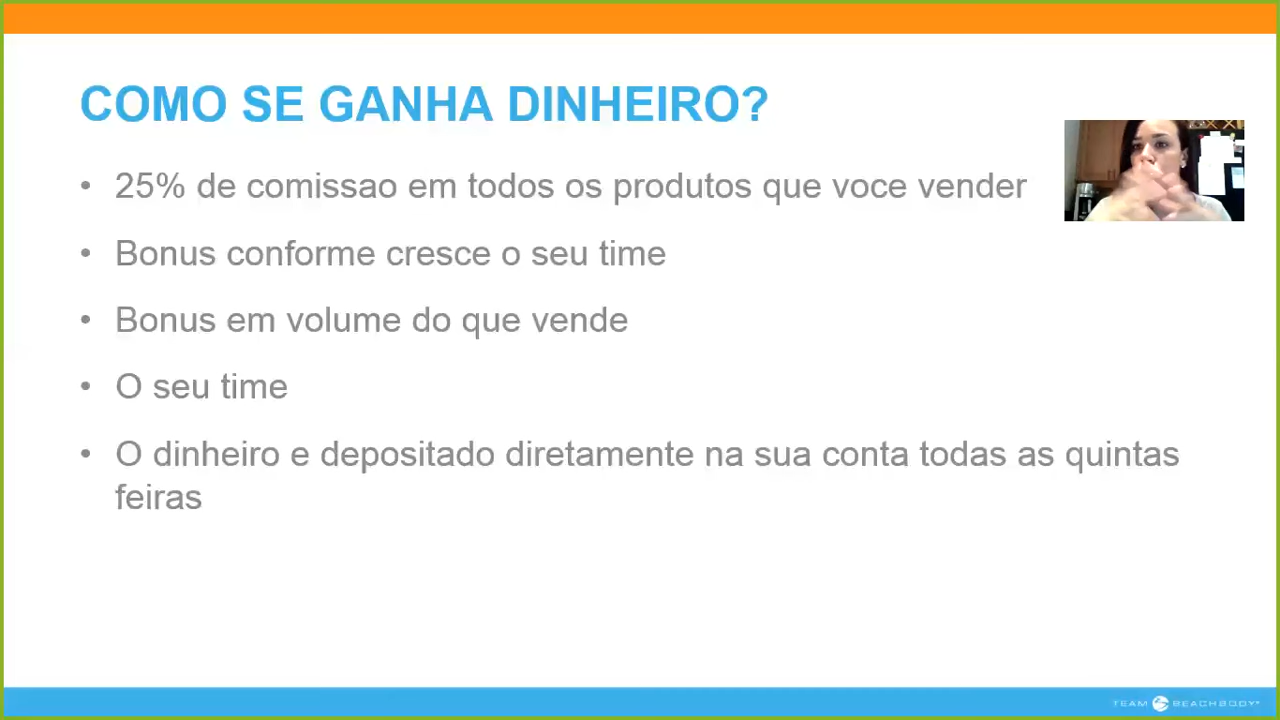 COMO SE GANHA DINHEIRO?
• 25% de comissao em todos os produtos que voce vender
• Bonus conforme cresce o seu time
• Bonus em volume do que vende
• O seu time
• O dinheiro e depositado diretamente na sua conta todas as quintas
feiras
TEAM BEACHBODY